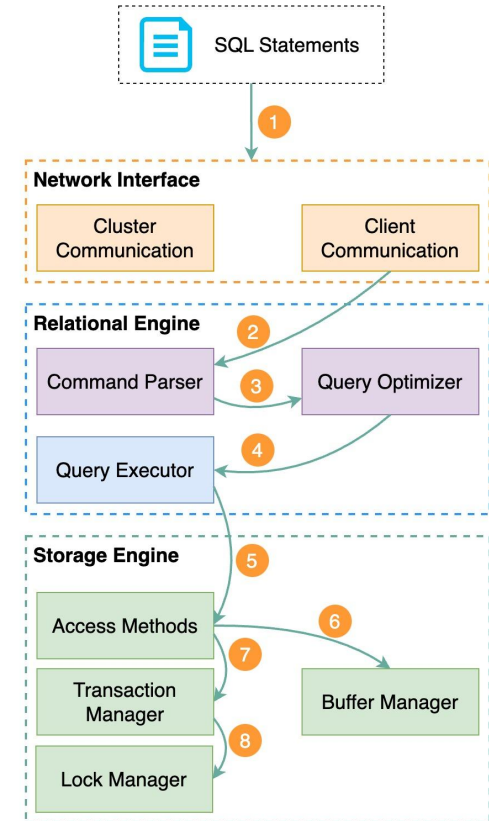 SQL Statements
1
Network Interface
Cluster
Communication
Client
Communication
Relational Engine
2
Command Parser
3
Query Optimizer
Query Executor
4
Storage Engine
5
Access Methods
6
7
Transaction
Manager
Buffer Manager
8
Lock Manager